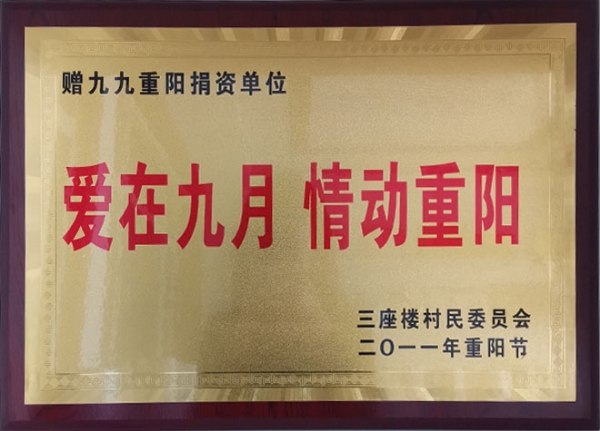 赠九九重阳捐资单位
爱在九月 情动重阳
三座楼村民委员会
二〇一一年重阳节